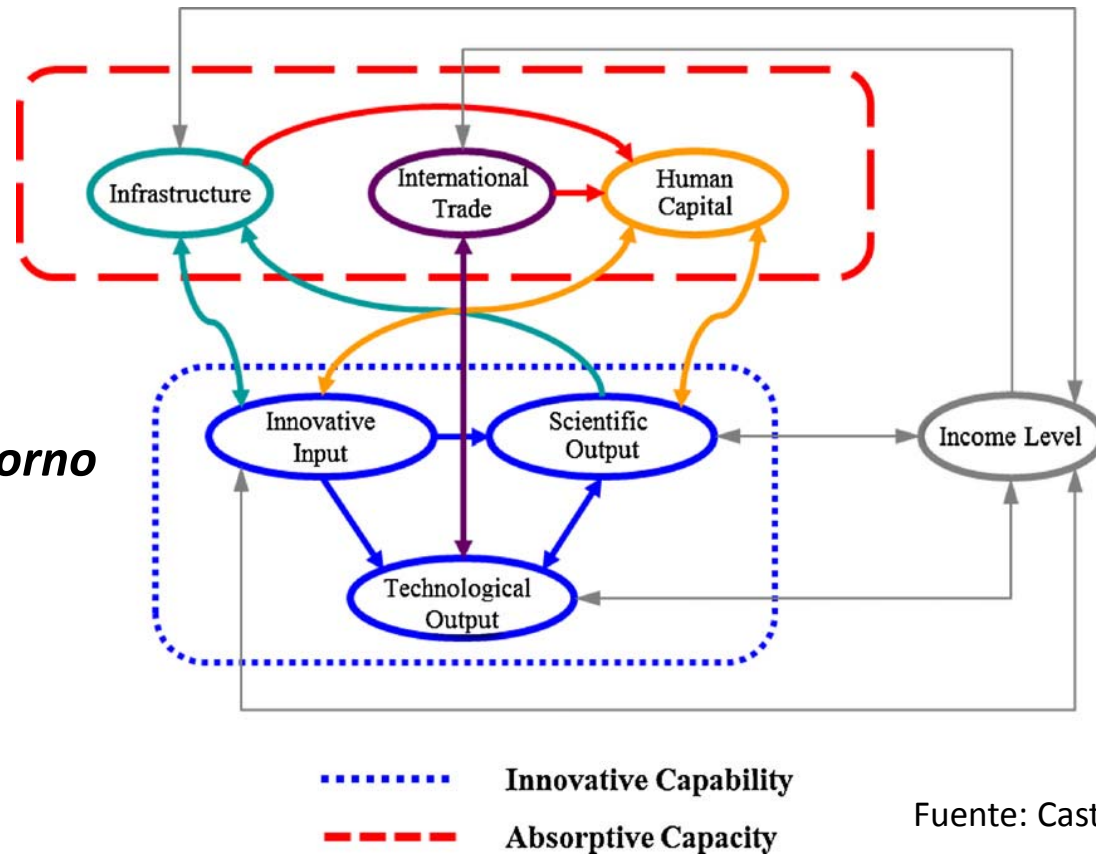 Infrastructure
International
Trade
Human
Capital
Innovative
Input
Scientific
Output
Income Level
orno
Technological
Output
Innovative Capability
Absorptive Capacity
Fuente: Cast